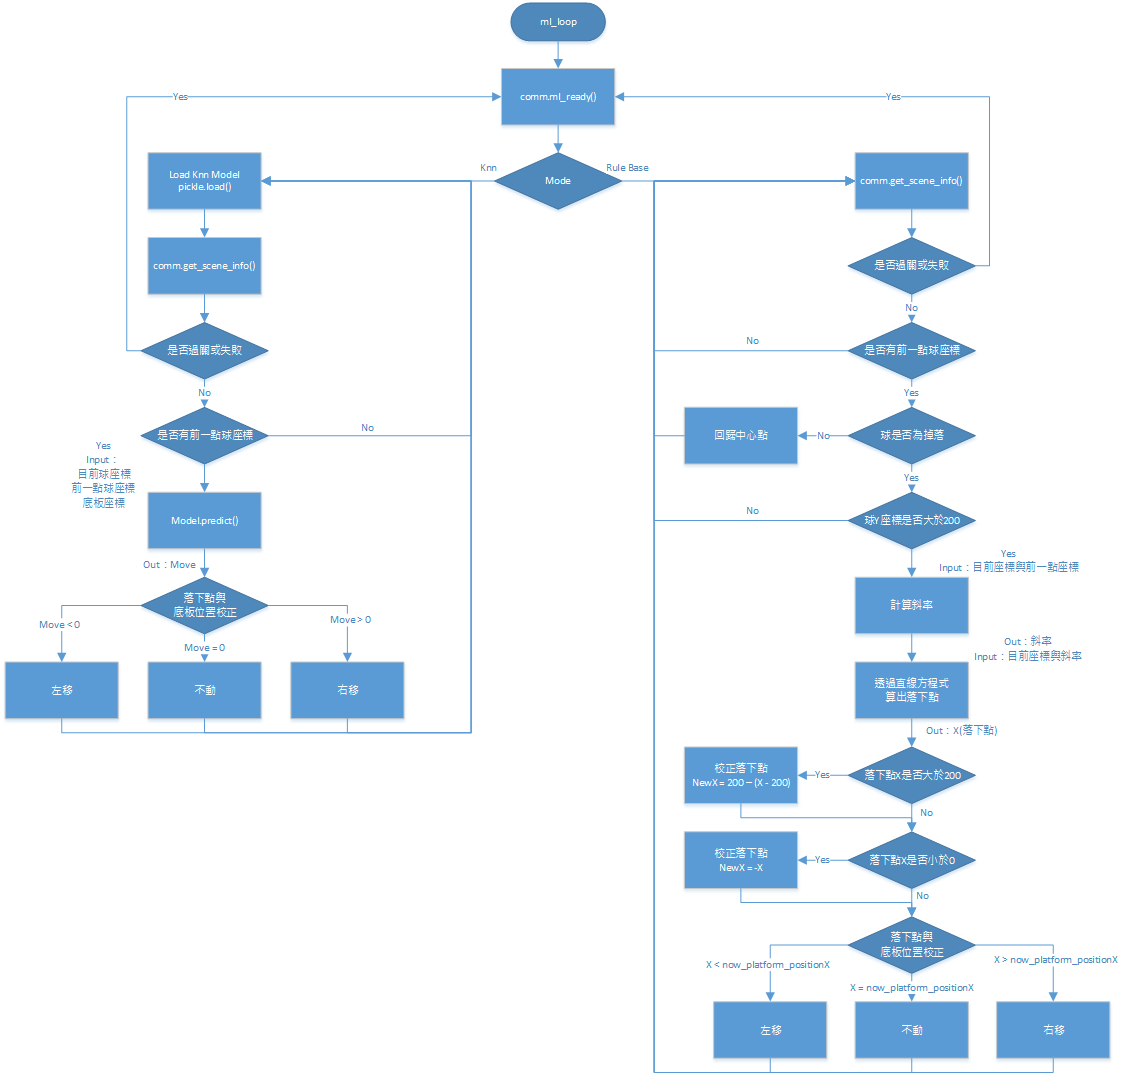 ml_loop
comm.ml_ready()
Yes
Yes
Mode
Knn
Rule Base
Load Knn Model
pickle.load()
comm.get_scene_info()
是否過關或失敗
No
是否有前一點球座標
No
Yes
Input：
目前球座標
前一點球座標
底板座標
Model.predict()
Out：Move
落下點與
底板位置校正
Move < 0
Move = 0
Move > 0
左移
不動
右移
comm.get_scene_info()
是否過關或失敗
No
是否有前一點球座標
No
Yes
球是否為掉落
No
回歸中心點
Yes
球Y座標是否大於200
No
Yes
Input：目前座標與前一點座標
計算斜率
Out：斜率
Input：目前座標與斜率
透過直線方程式
算出落下點
Out：X(落下點)
落下點X是否大於200
Yes
校正落下點
NewX = 200 – (X - 200)
No
落下點X是否小於0
Yes
校正落下點
NewX = -X
No
落下點與
底板位置校正
X < now_platform_positionX
X = now_platform_positionX
X > now_platform_positionX
左移
不動
右移